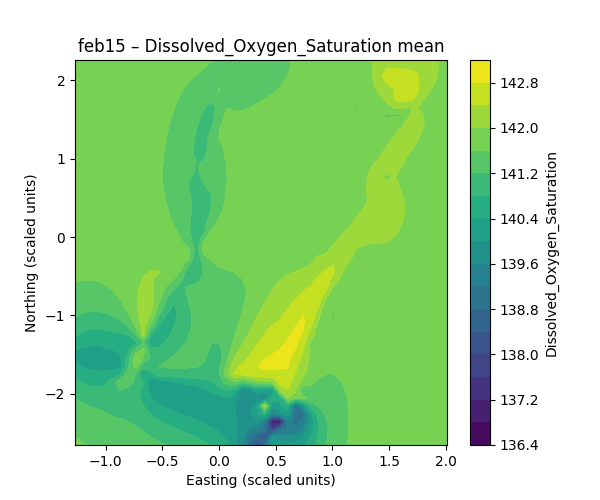 feb15 – Dissolved_Oxygen_Saturation mean
2
1
0
−1
−2
Northing (scaled units)
−1.0 −0.5 0.0 0.5 1.0 1.5 2.0
Easting (scaled units)
142.8
142.0
141.2
140.4
139.6
138.8
138.0
137.2
136.4
Dissolved_Oxygen_Saturation